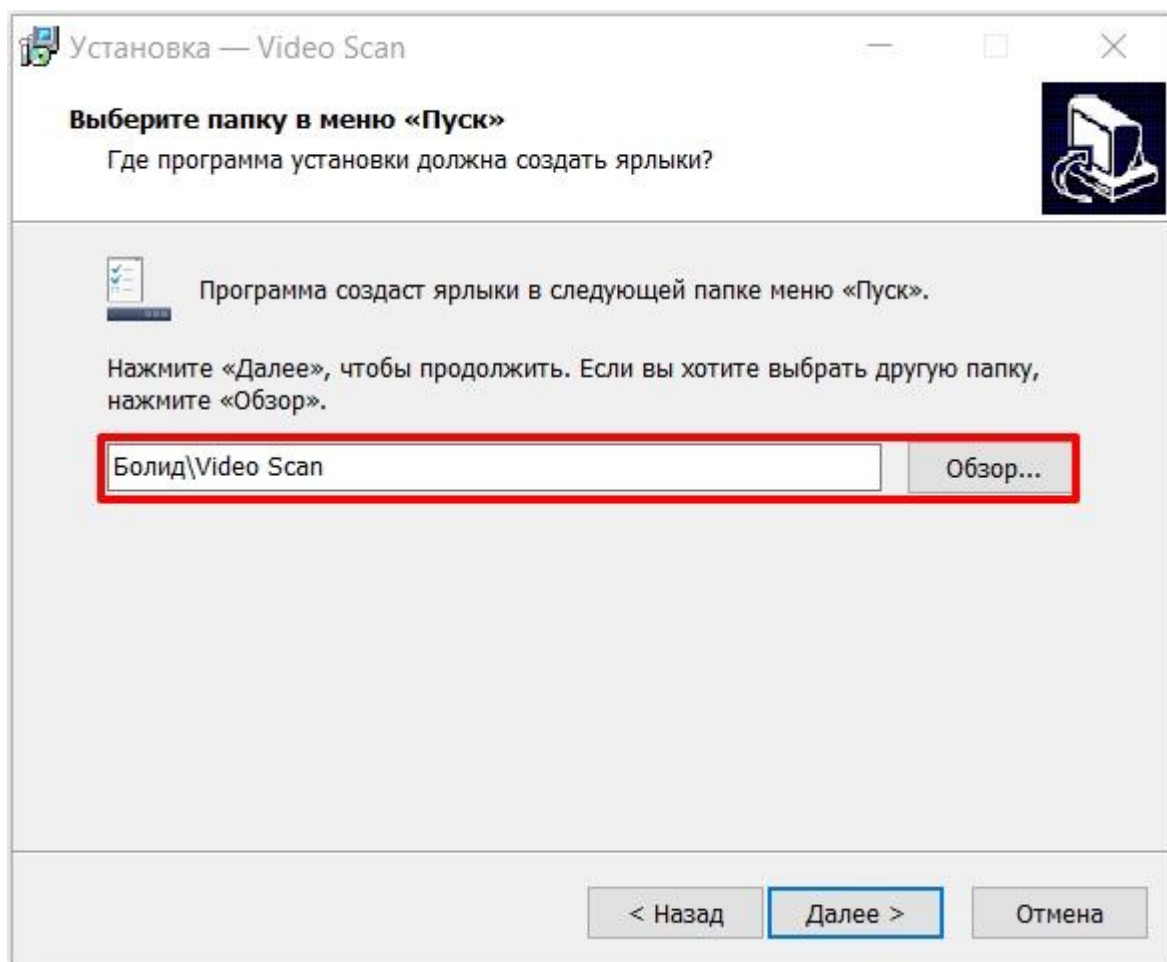 Установка — Video Scan
Выберите папку в меню «Пуск»
Где программа установки должна создать ярлыки?
Программа создаст ярлыки в следующей папке меню «Пуск».
Нажмите «Далее», чтобы продолжить. Если вы хотите выбрать другую папку,
нажмите «Обзор».
Болид\Video Scan
Обзор...
< Назад
Далее >
Отмена